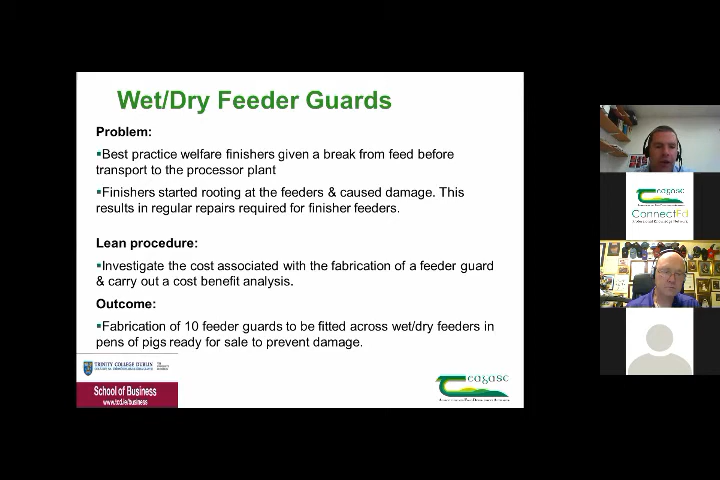 Wet/Dry Feeder Guards
Problem:
▪Best practice welfare finishers given a break from feed before
transport to the processor plant
▪Finishers started rooting at the feeders & caused damage. This
results in regular repairs required for finisher feeders.
Lean procedure:
▪Investigate the cost associated with the fabrication of a feeder guard
& carry out a cost benefit analysis.
Outcome:
▪Fabrication of 10 feeder guards to be fitted across wet/dry feeders in
pens of pigs ready for sale to prevent damage.
TRINITY COLLEGE DUBLIN
School of Business
www.tcd.ie/business
teagasc
teagasc
ConnectEd